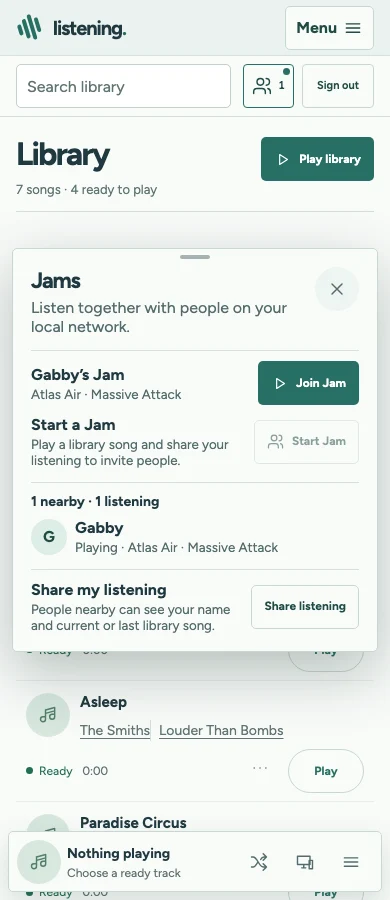 listening.
Menu
Search library
1
Sign out
Library
Play library
7 songs · 4 ready to play
Jams
Listen together with people on your
local network.
Gabby's Jam
Atlas Air · Massive Attack
Join Jam
Start a Jam
Play a library song and share your
listening to invite people.
Start Jam
1 nearby · 1 listening
G
Gabby
Playing · Atlas Air · Massive Attack
Share my listening
People nearby can see your name
and current or last library song.
Share listening
Ready 0:00
Play
Asleep
The Smiths Louder Than Bombs
Ready 0:00
...
Play
Paradise Circus
Nothing playing
Choose a ready track
Ready 0:00
Play